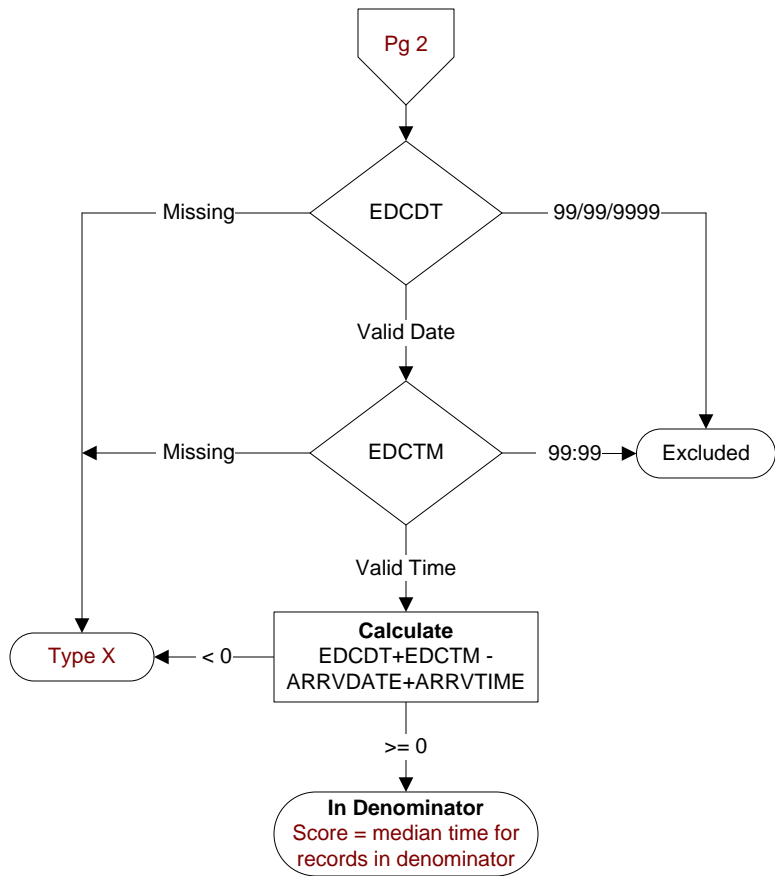 Pg 2
Missing
EDCDT
99/99/9999
Valid Date
Missing
EDCTM
99:99
Excluded
Valid Time
Type X
< 0
Calculate
EDCDT+EDCTM -
ARRVDATE+ARRVTIME
>= 0
In Denominator
Score = median time for
records in denominator